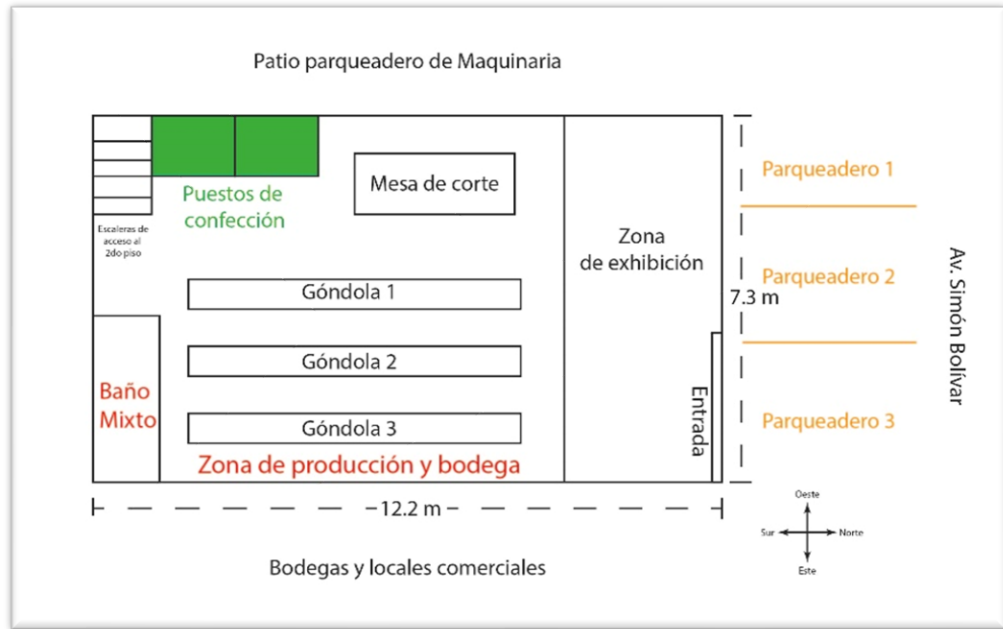 Patio parqueadero de Maquinaria
Puestos de
confección
Mesa de corte
Escaleras de
acceso al
2do piso
Zona
de exhibición
Parqueadero 1
Parqueadero 2
7.3 m
Parqueadero 3
Av. Simón Bolívar
Góndola 1
Góndola 2
Góndola 3
Baño
Mixto
Zona de producción y bodega
Entrada
12.2 m
Oeste
Sur
Norte
Este
Bodegas y locales comerciales